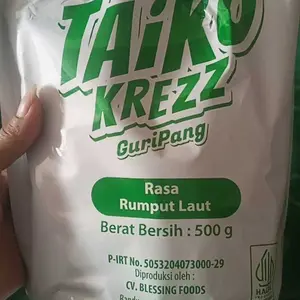 TAiKO
KREZZ
GuriPang
Rasa
Rumput Laut
Berat Bersih : 500 g
P-IRT No. 5053204073000-29
Diproduksi oleh :
CV. BLESSING FOODS